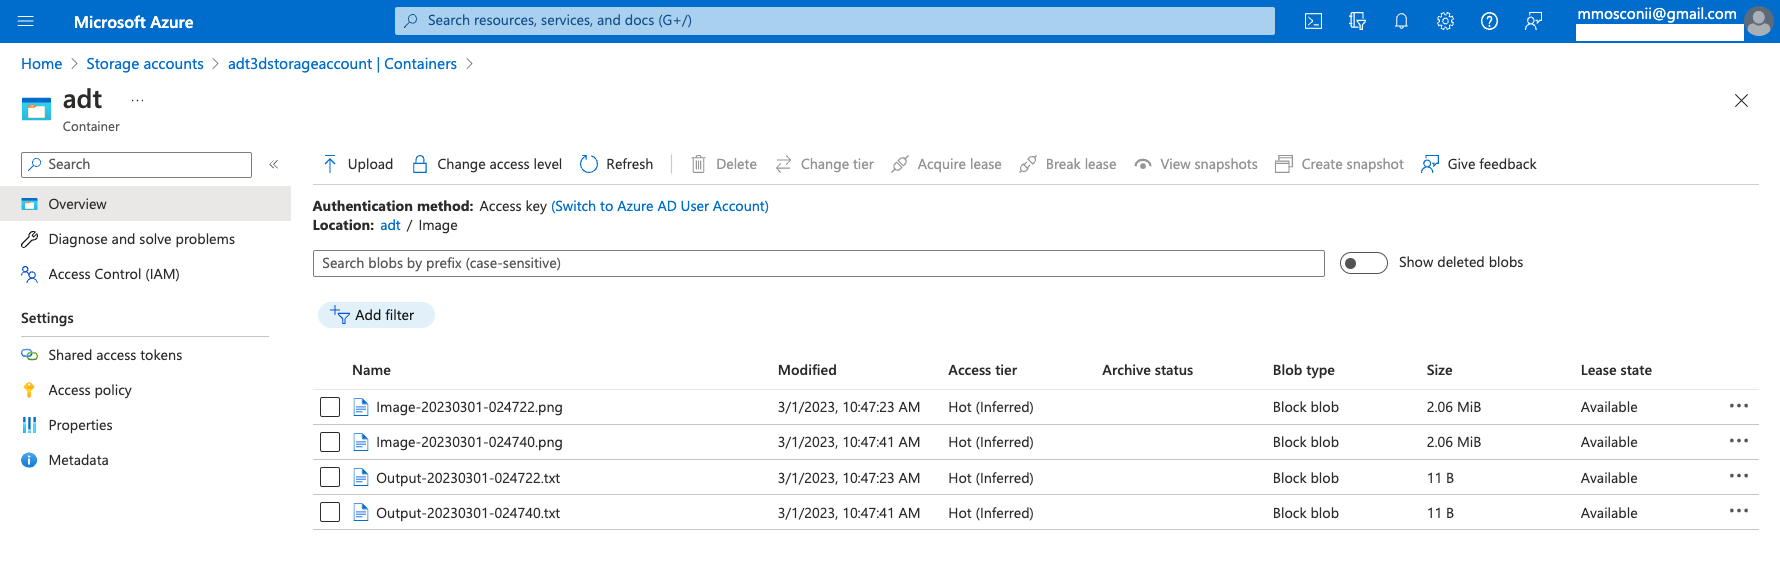 Microsoft Azure
Search resources, services, and docs (G+/)
mmosconii@gmail.com
Home > Storage accounts > adt3dstorageaccount | Containers >
adt ...
Container
Search «
Overview
Diagnose and solve problems
Access Control (IAM)
Settings
Shared access tokens
Access policy
Properties
Metadata
Upload Change access level Refresh Delete Change tier Acquire lease Break lease View snapshots Create snapshot Give feedback
Authentication method: Access key (Switch to Azure AD User Account)
Location: adt / Image
Search blobs by prefix (case-sensitive)
Show deleted blobs
Add filter
Name Modified Access tier Archive status Blob type Size Lease state
Image-20230301-024722.png 3/1/2023, 10:47:23 AM Hot (Inferred) Block blob 2.06 MiB Available ...
Image-20230301-024740.png 3/1/2023, 10:47:41 AM Hot (Inferred) Block blob 2.06 MiB Available ...
Output-20230301-024722.txt 3/1/2023, 10:47:23 AM Hot (Inferred) Block blob 11 B Available ...
Output-20230301-024740.txt 3/1/2023, 10:47:41 AM Hot (Inferred) Block blob 11 B Available ...